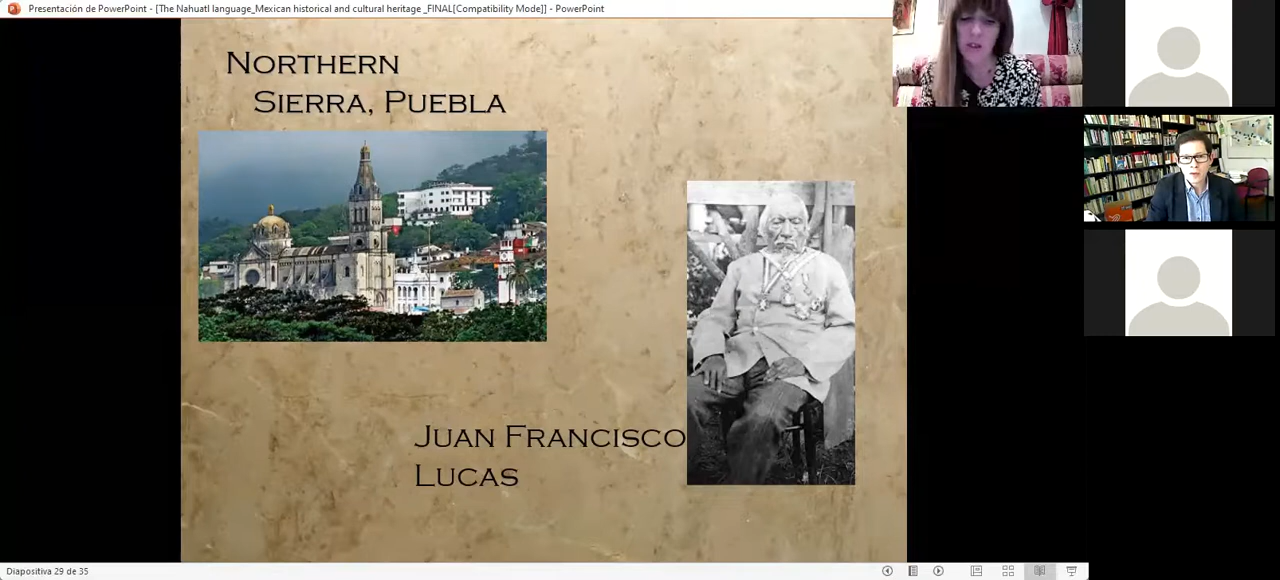 Presentación de PowerPoint - [The Nahuatl language_Mexican historical and cultural heritage _FINAL[Compatibility Mode]] - PowerPoint
NORTHERN
SIERRA, PUEBLA
JUAN FRANCISCO
LUCAS
Diapositiva 29 de 35